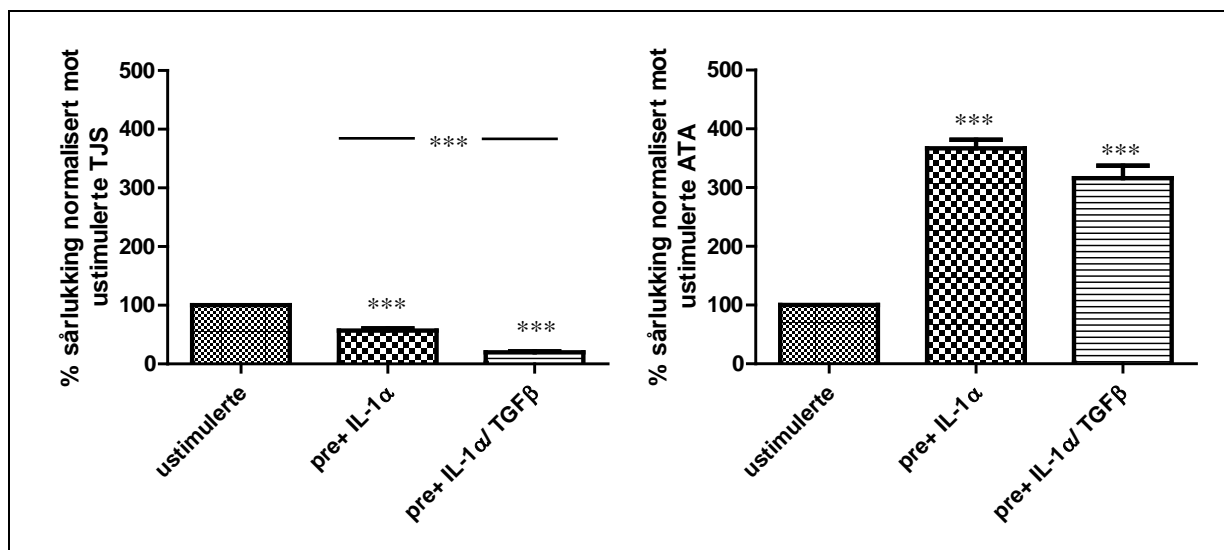 % sårlukking normalisert mot
ustimulerte TJS
500
400
300
200
100
0
***
***
***
ustimulerte
pre+ IL-1α
pre+ IL-1α/ TGFβ
% sårlukking normalisert mot
ustimulerte ATA
500
400
300
200
100
0
***
***
ustimulerte
pre+ IL-1α
pre+ IL-1α/ TGFβ